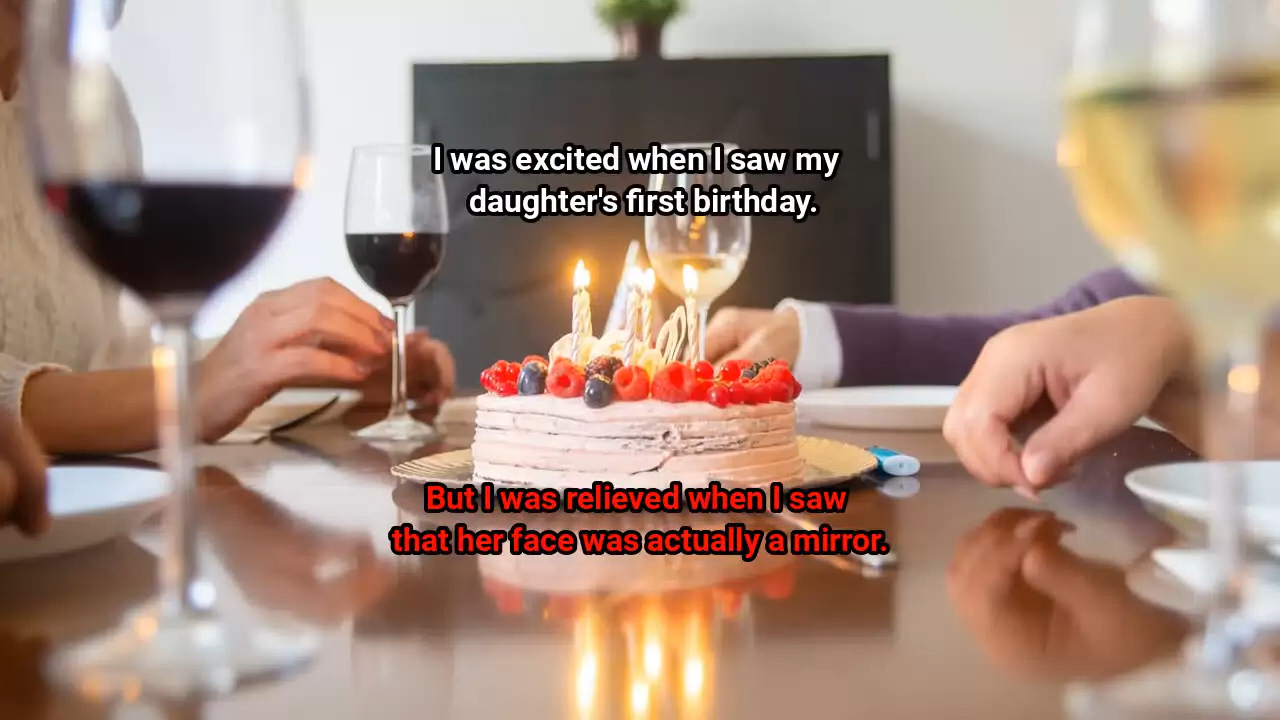 I was excited when I saw my
daughter's first birthday.
But I was relieved when I saw
that her face was actually a mirror.